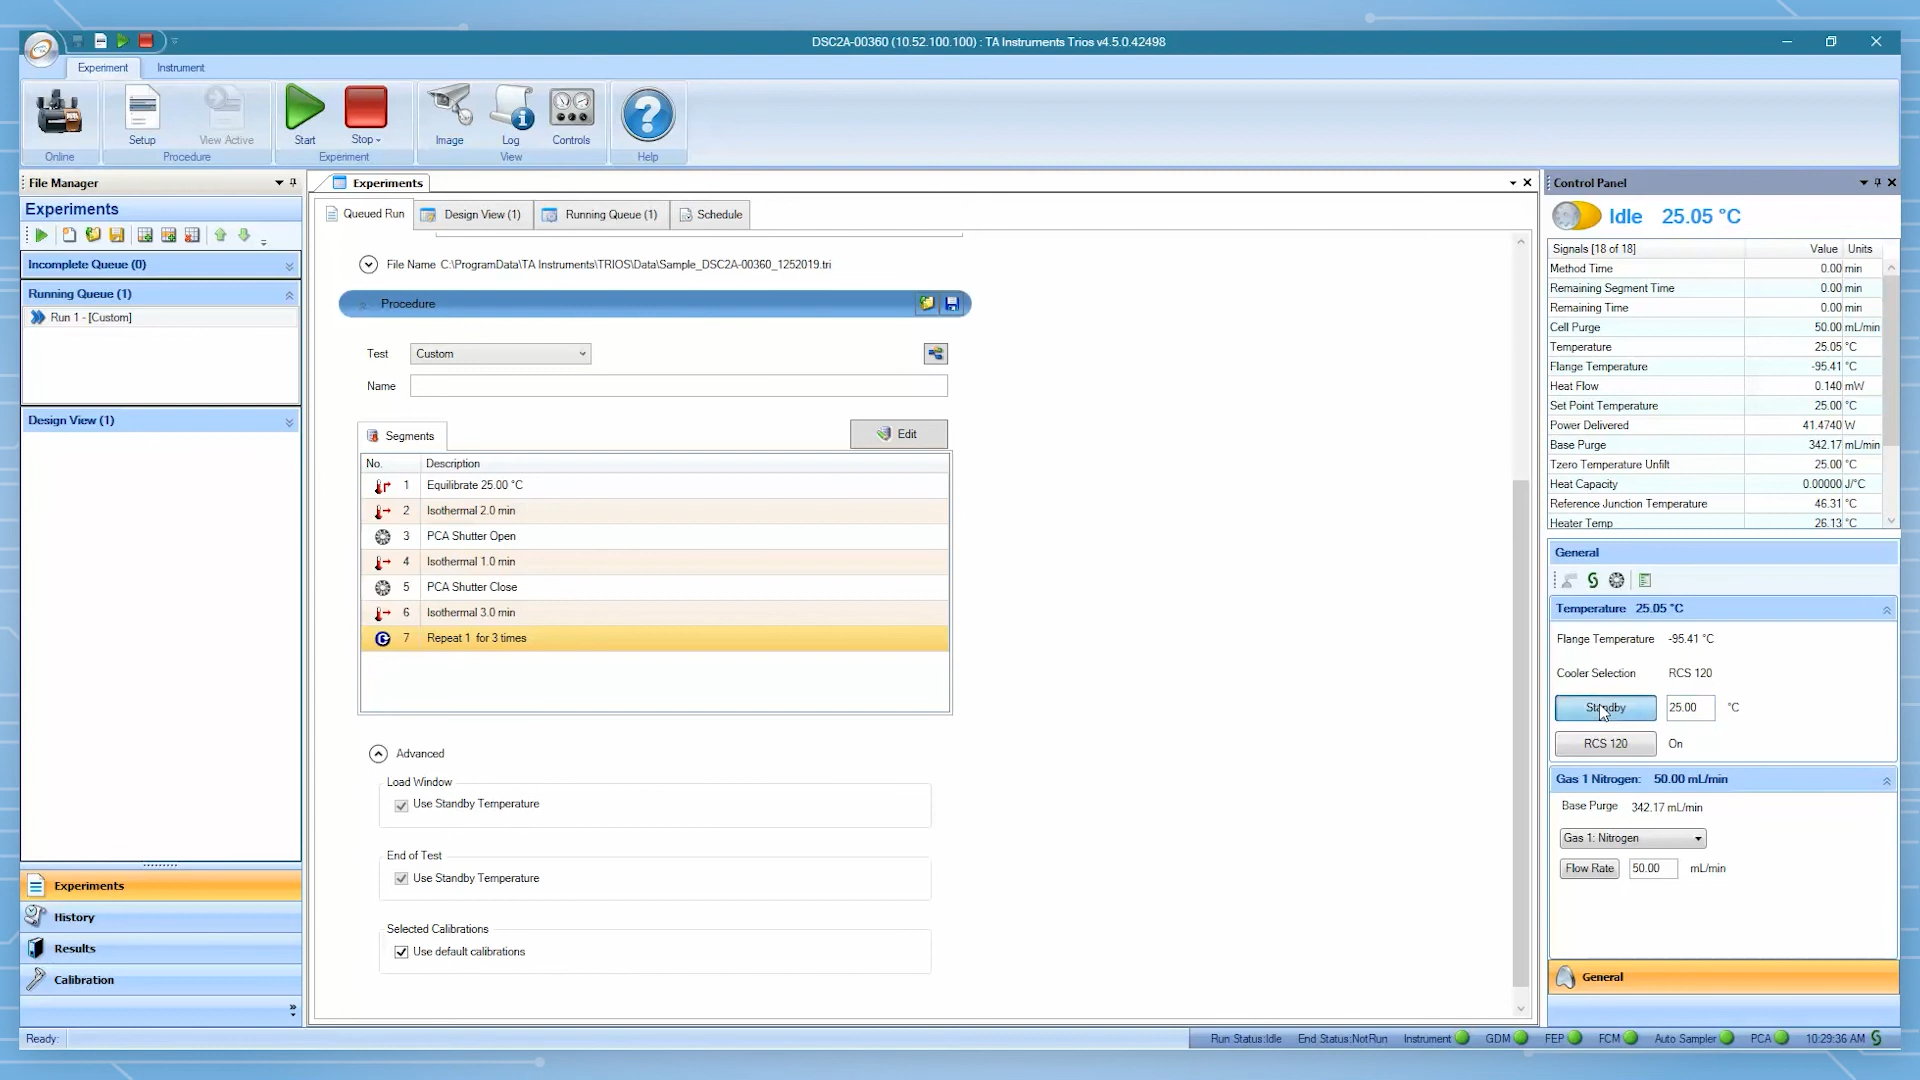 DSC2A-00360 (10.52.100.100) : TA Instruments Trios v4.5.0.42498
Experiment Instrument
Setup View Active Start Stop Image Log Controls
Online Procedure Experiment View Help
File Manager
Experiments
Incomplete Queue (0)
Running Queue (1)
Run 1 - [Custom]
Design View (1)
Experiments
History
Results
Calibration
Experiments
Queued Run Design View (1) Running Queue (1) Schedule
File Name C:\ProgramData\TA Instruments\TRIOS\Data\Sample_DSC2A-00360_1252019.tri
Procedure
Test Custom
Name
Segments Edit
No. Description
1 Equilibrate 25.00 °C
2 Isothermal 2.0 min
3 PCA Shutter Open
4 Isothermal 1.0 min
5 PCA Shutter Close
6 Isothermal 3.0 min
7 Repeat 1 for 3 times
Advanced
Load Window
Use Standby Temperature
End of Test
Use Standby Temperature
Selected Calibrations
Use default calibrations
Control Panel
Idle 25.05 °C
Signals [18 of 18] Value Units
Method Time 0.00 min
Remaining Segment Time 0.00 min
Remaining Time 0.00 min
Cell Purge 50.00 mL/min
Temperature 25.05 °C
Flange Temperature -95.41 °C
Heat Flow 0.140 mW
Set Point Temperature 25.00 °C
Power Delivered 41.4740 W
Base Purge 342.17 mL/min
Tzero Temperature Unfilt 25.00 °C
Heat Capacity 0.00000 J/°C
Reference Junction Temperature 46.31 °C
Heater Temp 26.13 °C
General
Temperature 25.05 °C
Flange Temperature -95.41 °C
Cooler Selection RCS 120
Standby 25.00 °C
RCS 120 On
Gas 1 Nitrogen: 50.00 mL/min
Base Purge 342.17 mL/min
Gas 1: Nitrogen
Flow Rate 50.00 mL/min
General
Ready: Run Status:Idle End Status:NotRun Instrument GDM FEP FCM Auto Sampler PCA 10:29:36 AM